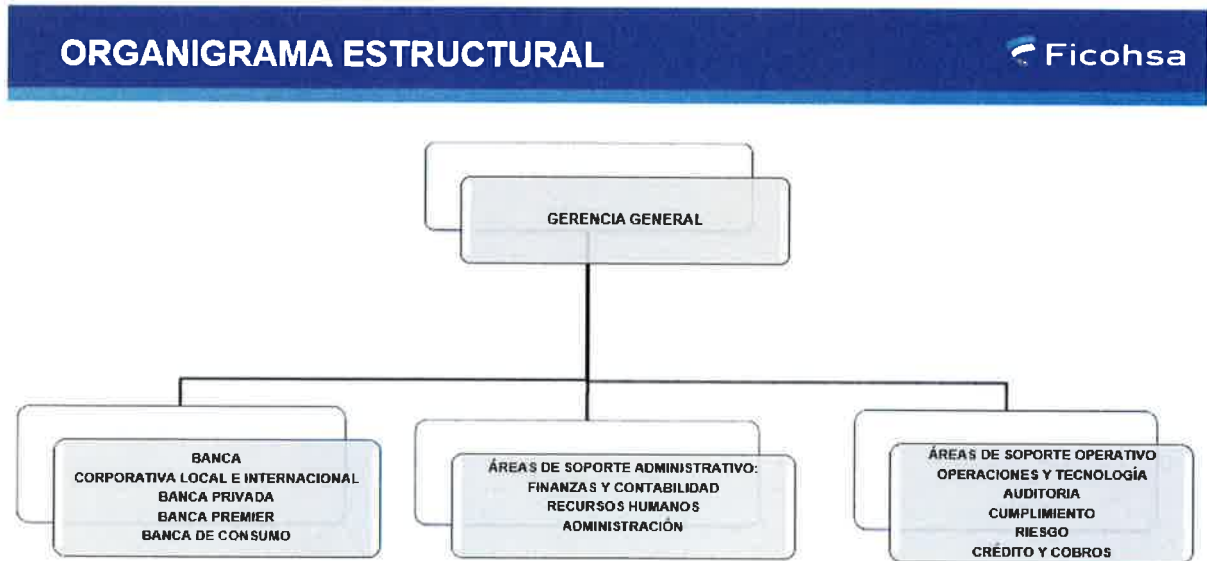 ORGANIGRAMA ESTRUCTURAL
Ficohsa
GERENCIA GENERAL
BANCA
CORPORATIVA LOCAL E INTERNACIONAL
BANCA PRIVADA
BANCA PREMIER
BANCA DE CONSUMO
ÁREAS DE SOPORTE ADMINISTRATIVO:
FINANZAS Y CONTABILIDAD
RECURSOS HUMANOS
ADMINISTRACIÓN
ÁREAS DE SOPORTE OPERATIVO
OPERACIONES Y TECNOLOGÍA
AUDITORIA
CUMPLIMIENTO
RIESGO
CRÉDITO Y COBROS